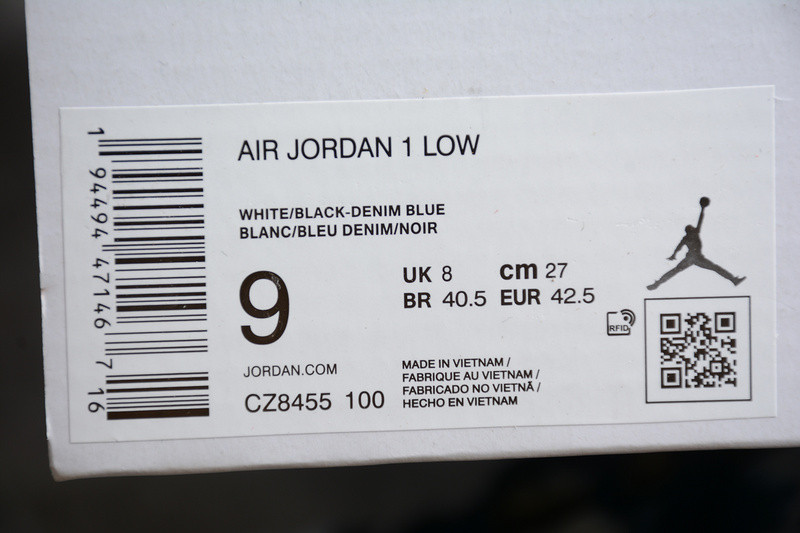 AIR JORDAN 1 LOW
WHITE/BLACK-DENIM BLUE
BLANC/BLEU DENIM/NOIR
9
UK 8 cm 27
BR 40.5 EUR 42.5
RFID
JORDAN.COM
CZ8455 100
MADE IN VIETNAM /
FABRIQUE AU VIETNAM /
FABRICADO NO VIETNÃ /
HECHO EN VIETNAM
1 94494 47146 7 16